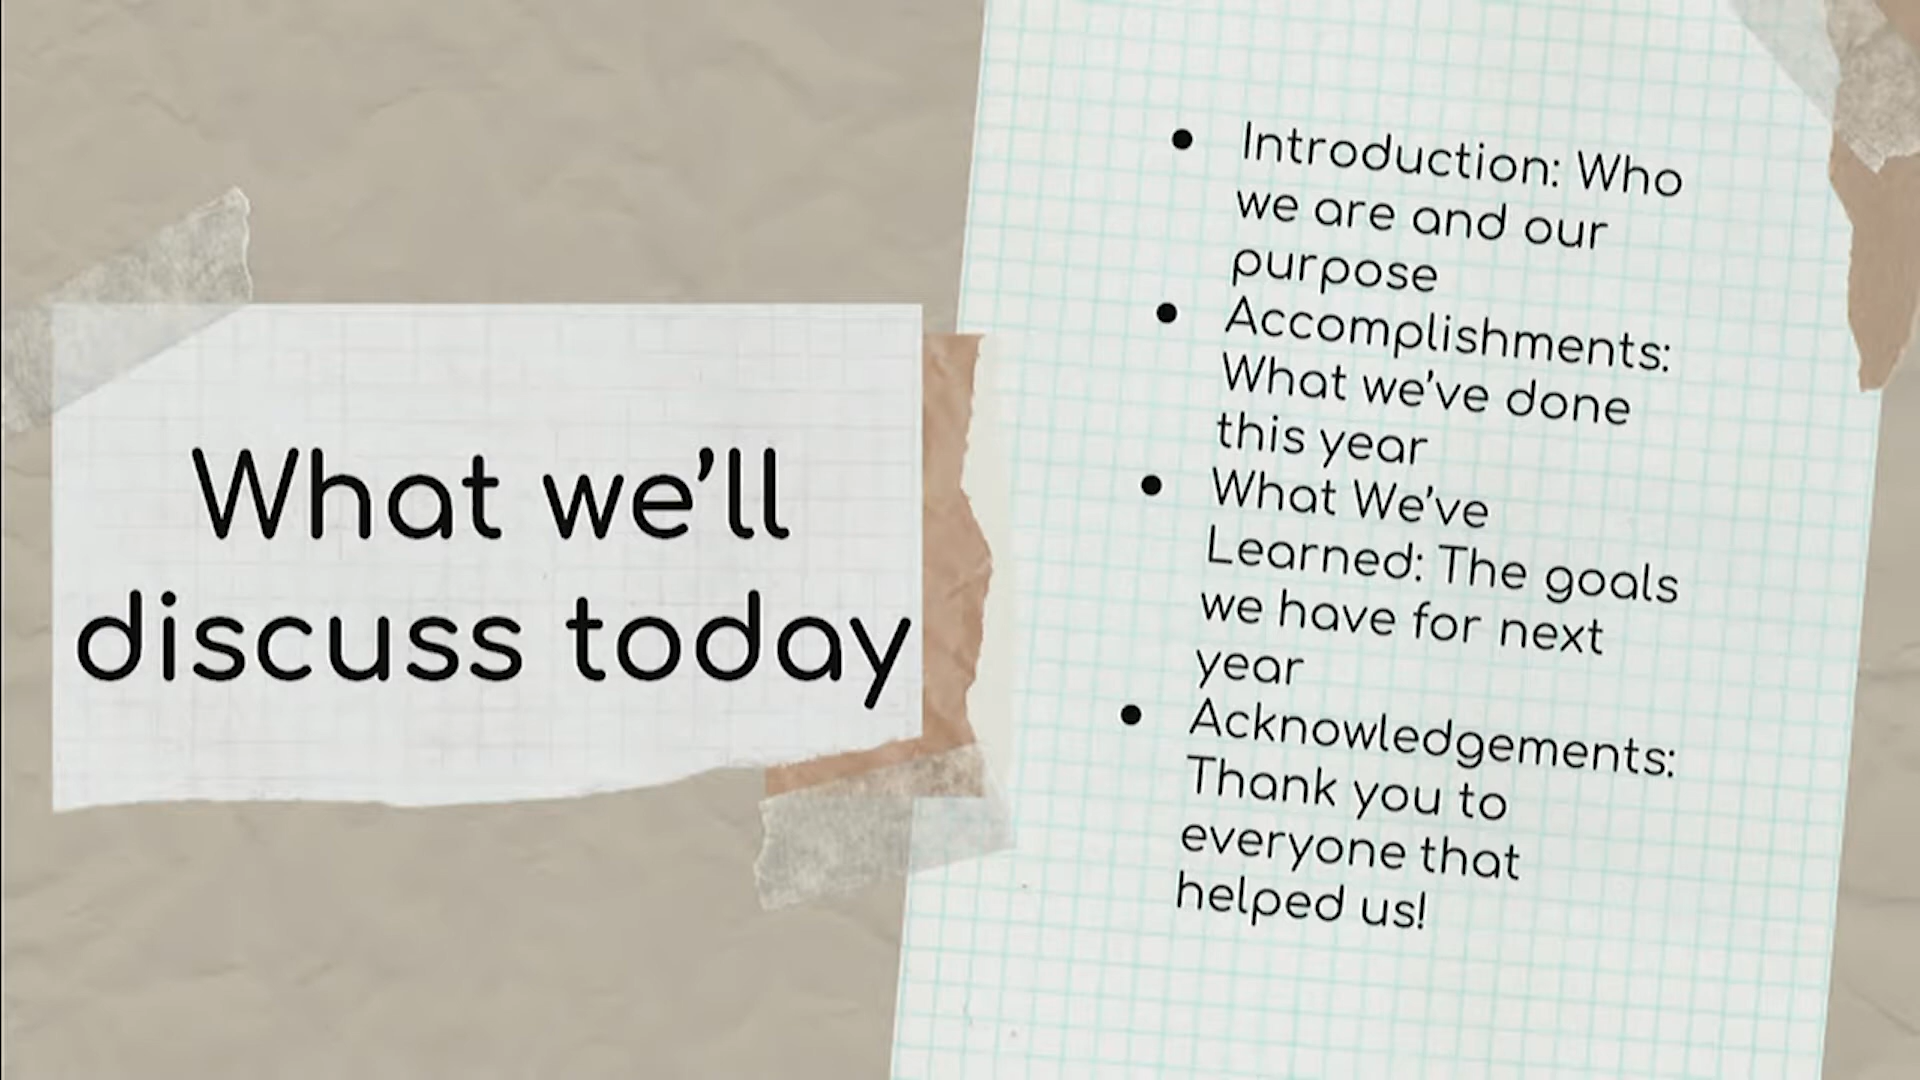 What we’ll
discuss today
• Introduction: Who
we are and our
purpose
• Accomplishments:
What we’ve done
this year
• What We’ve
Learned: The goals
we have for next
year
• Acknowledgements:
Thank you to
everyone that
helped us!